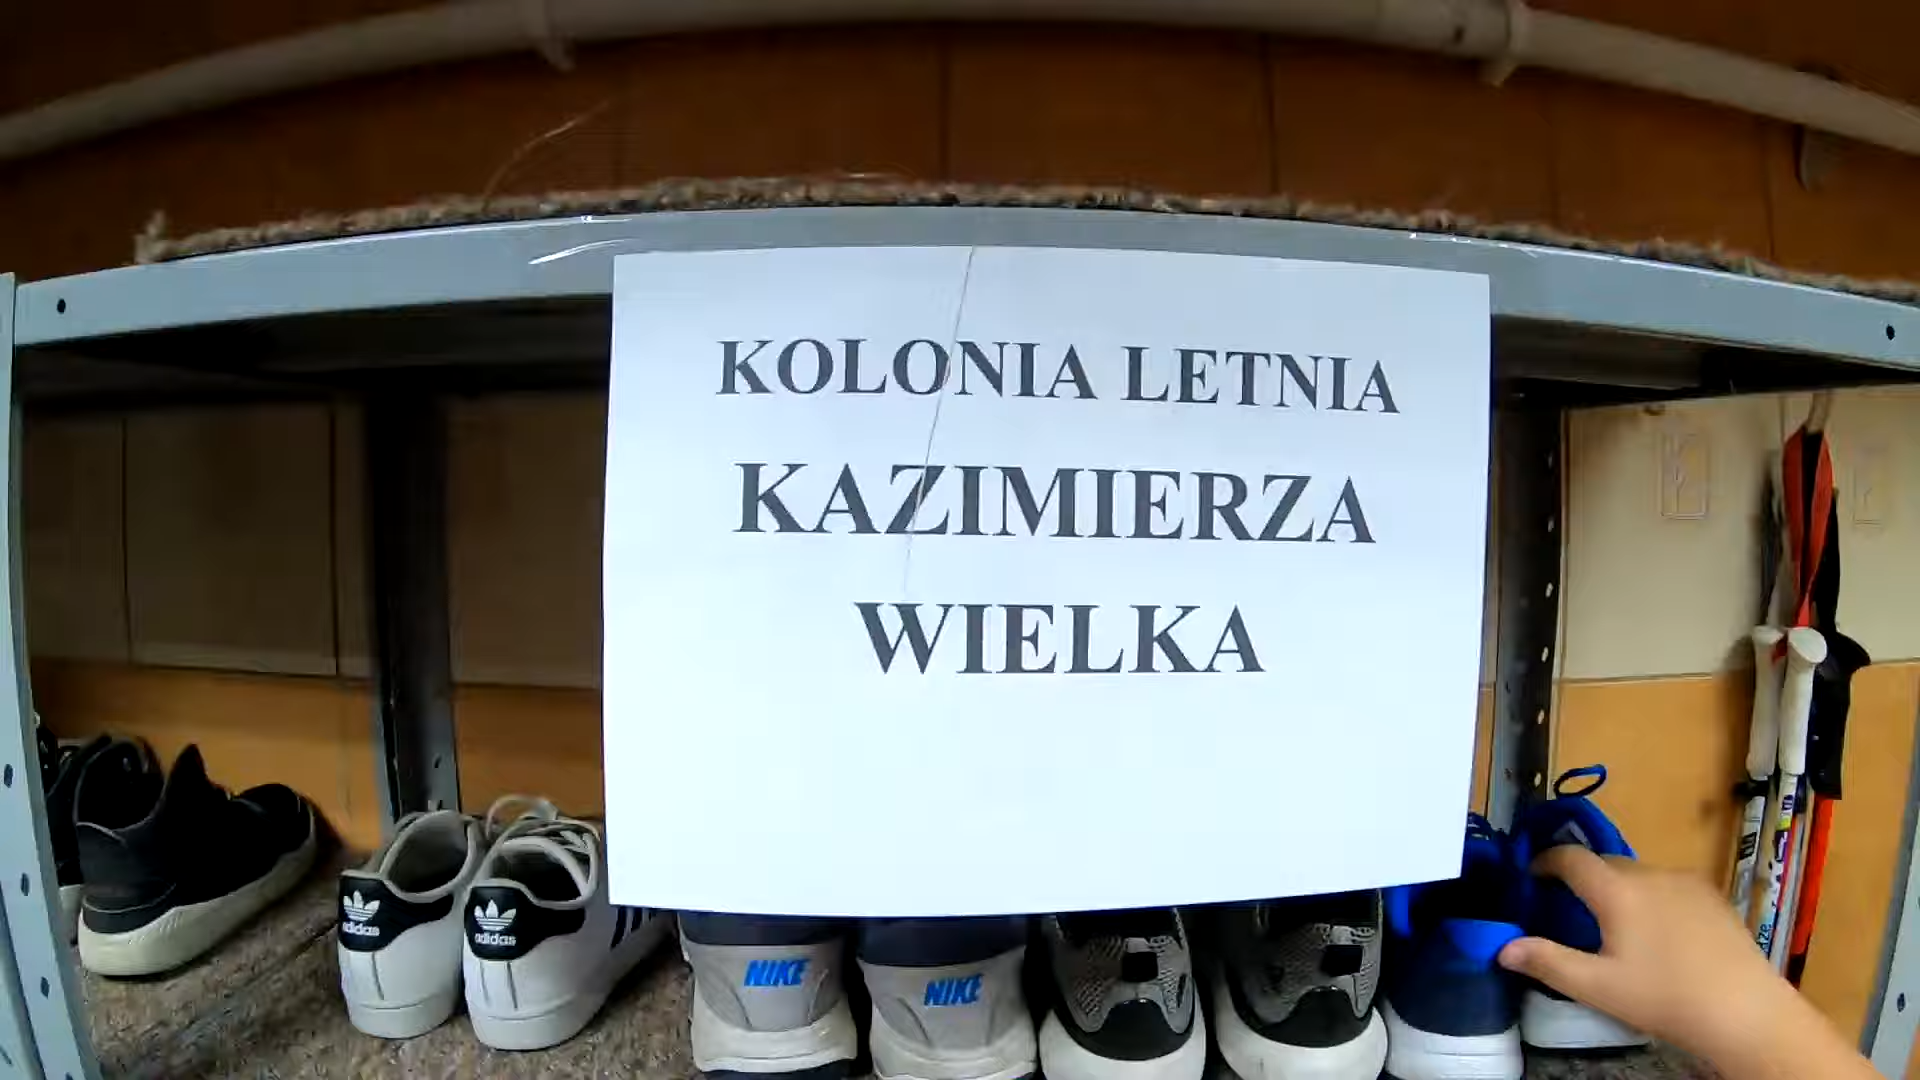 KOLONIA LETNIA
KAZIMIERZA
WIELKA
adidas
adidas
NIKE
NIKE